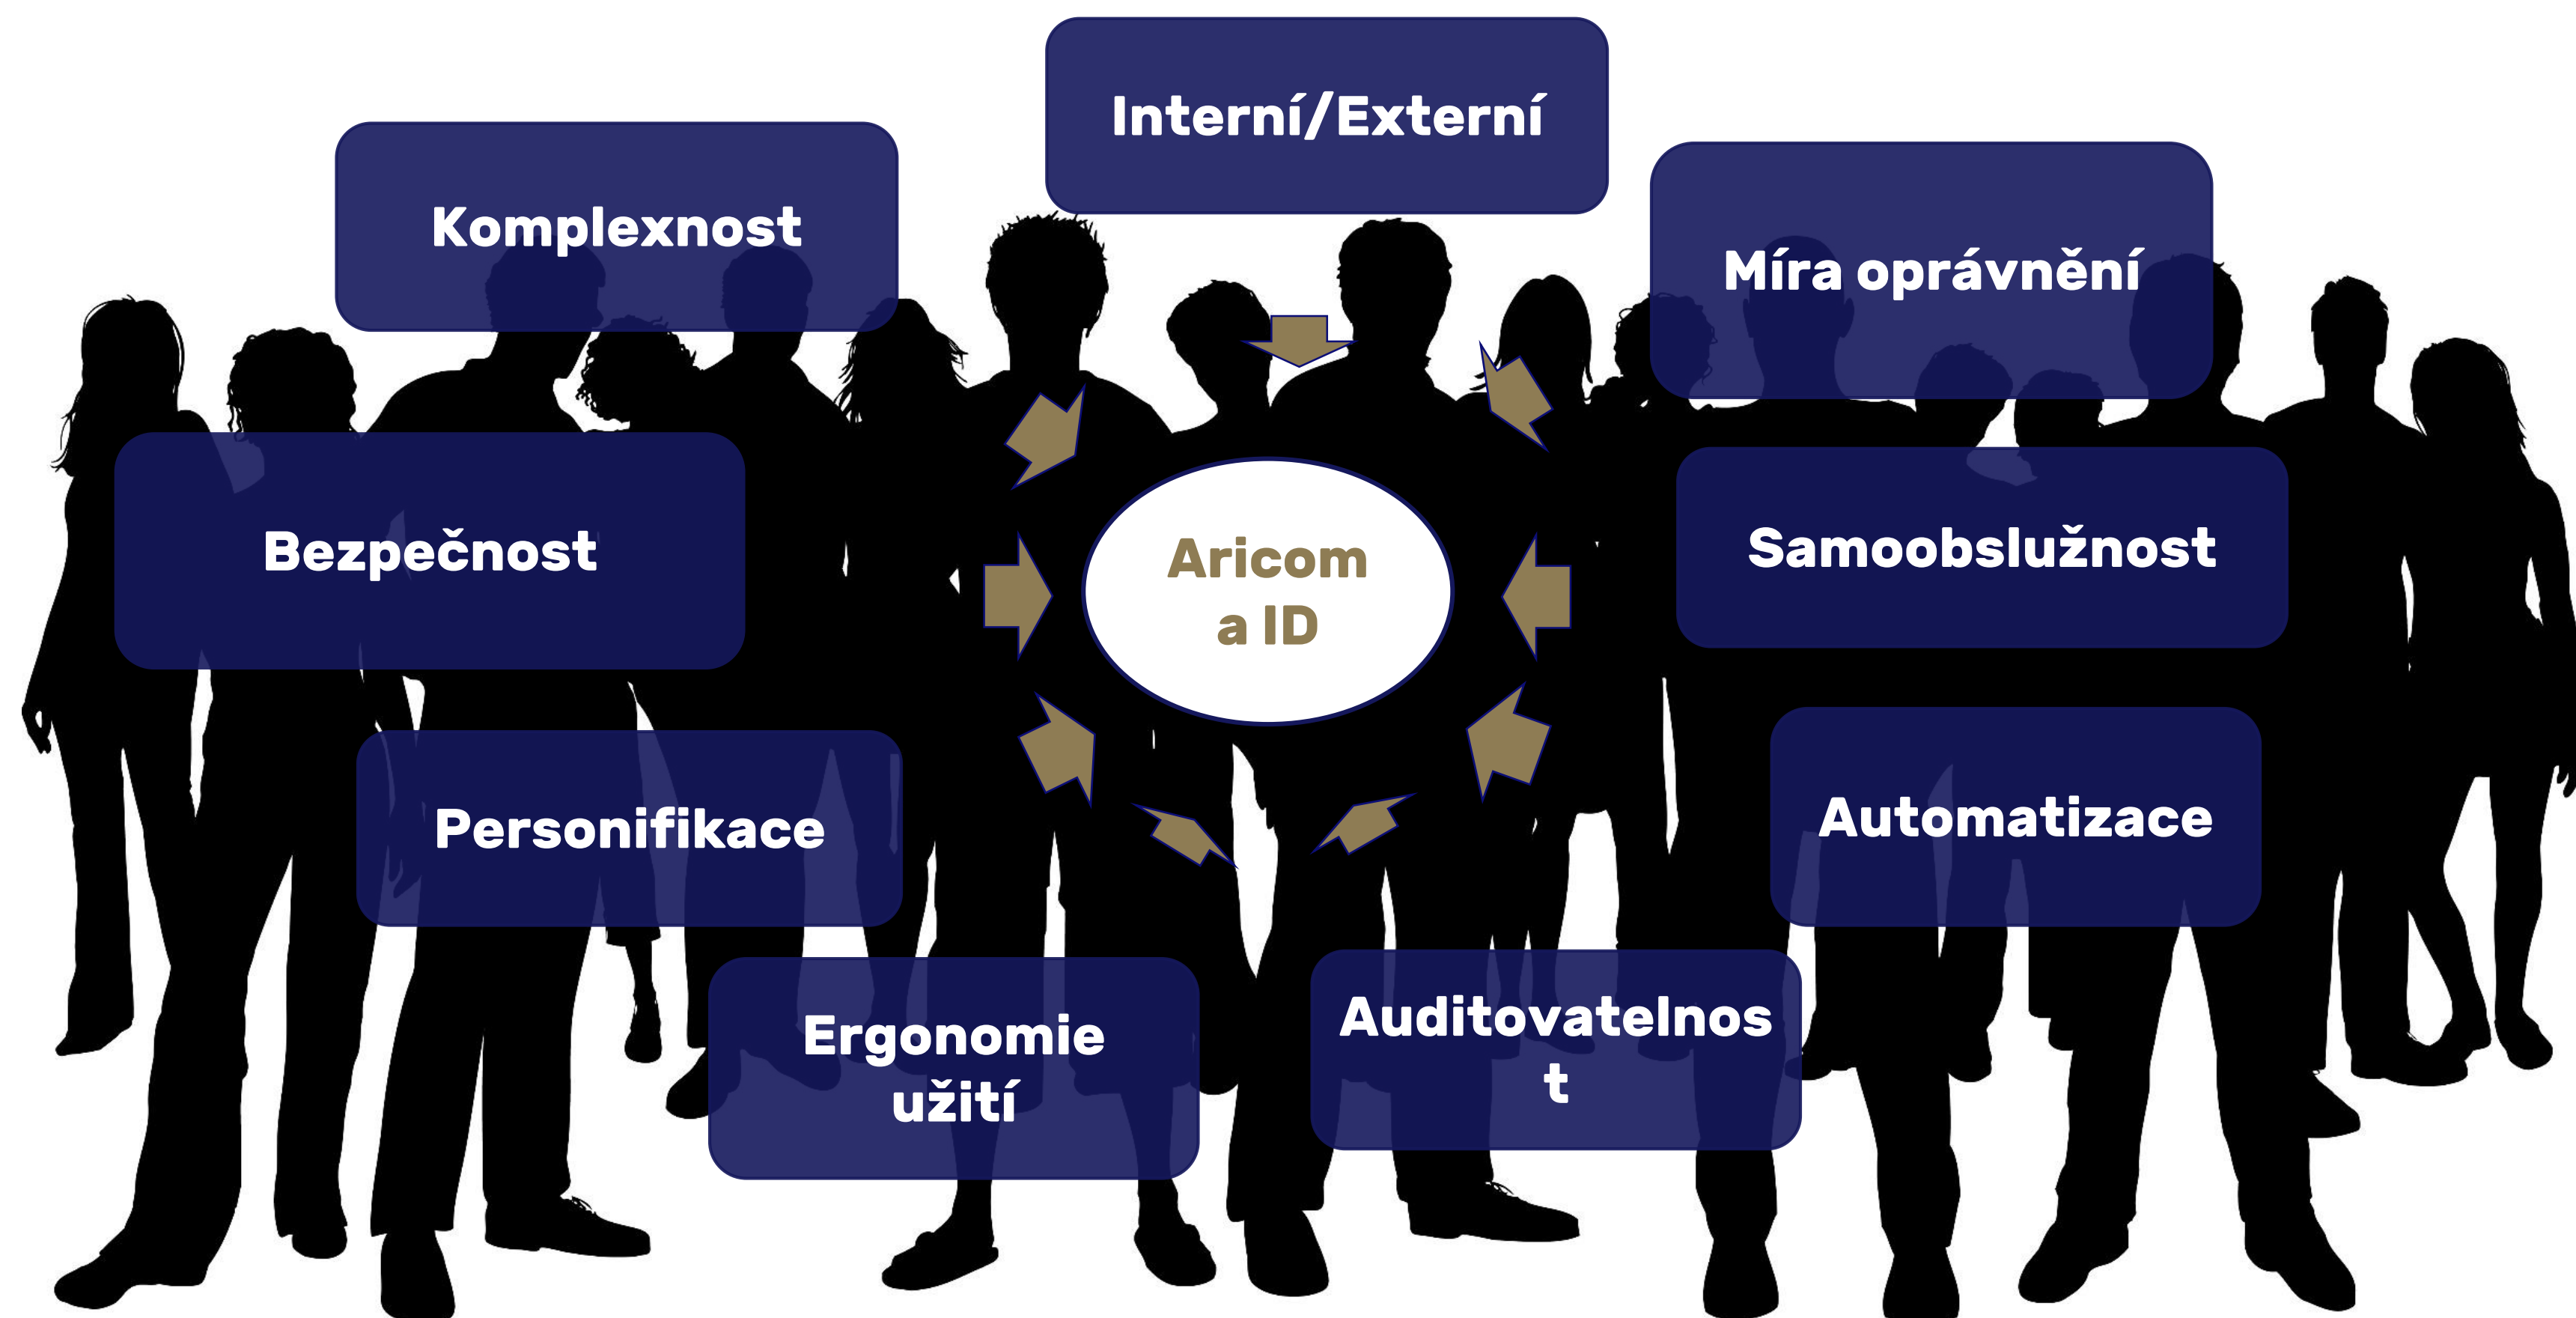 Interní/Externí
Komplexnost
Míra oprávnění
Bezpečnost
Aricom
a ID
Samoobslužnost
Personifikace
Automatizace
Ergonomie
užití
Auditovatelnos
t